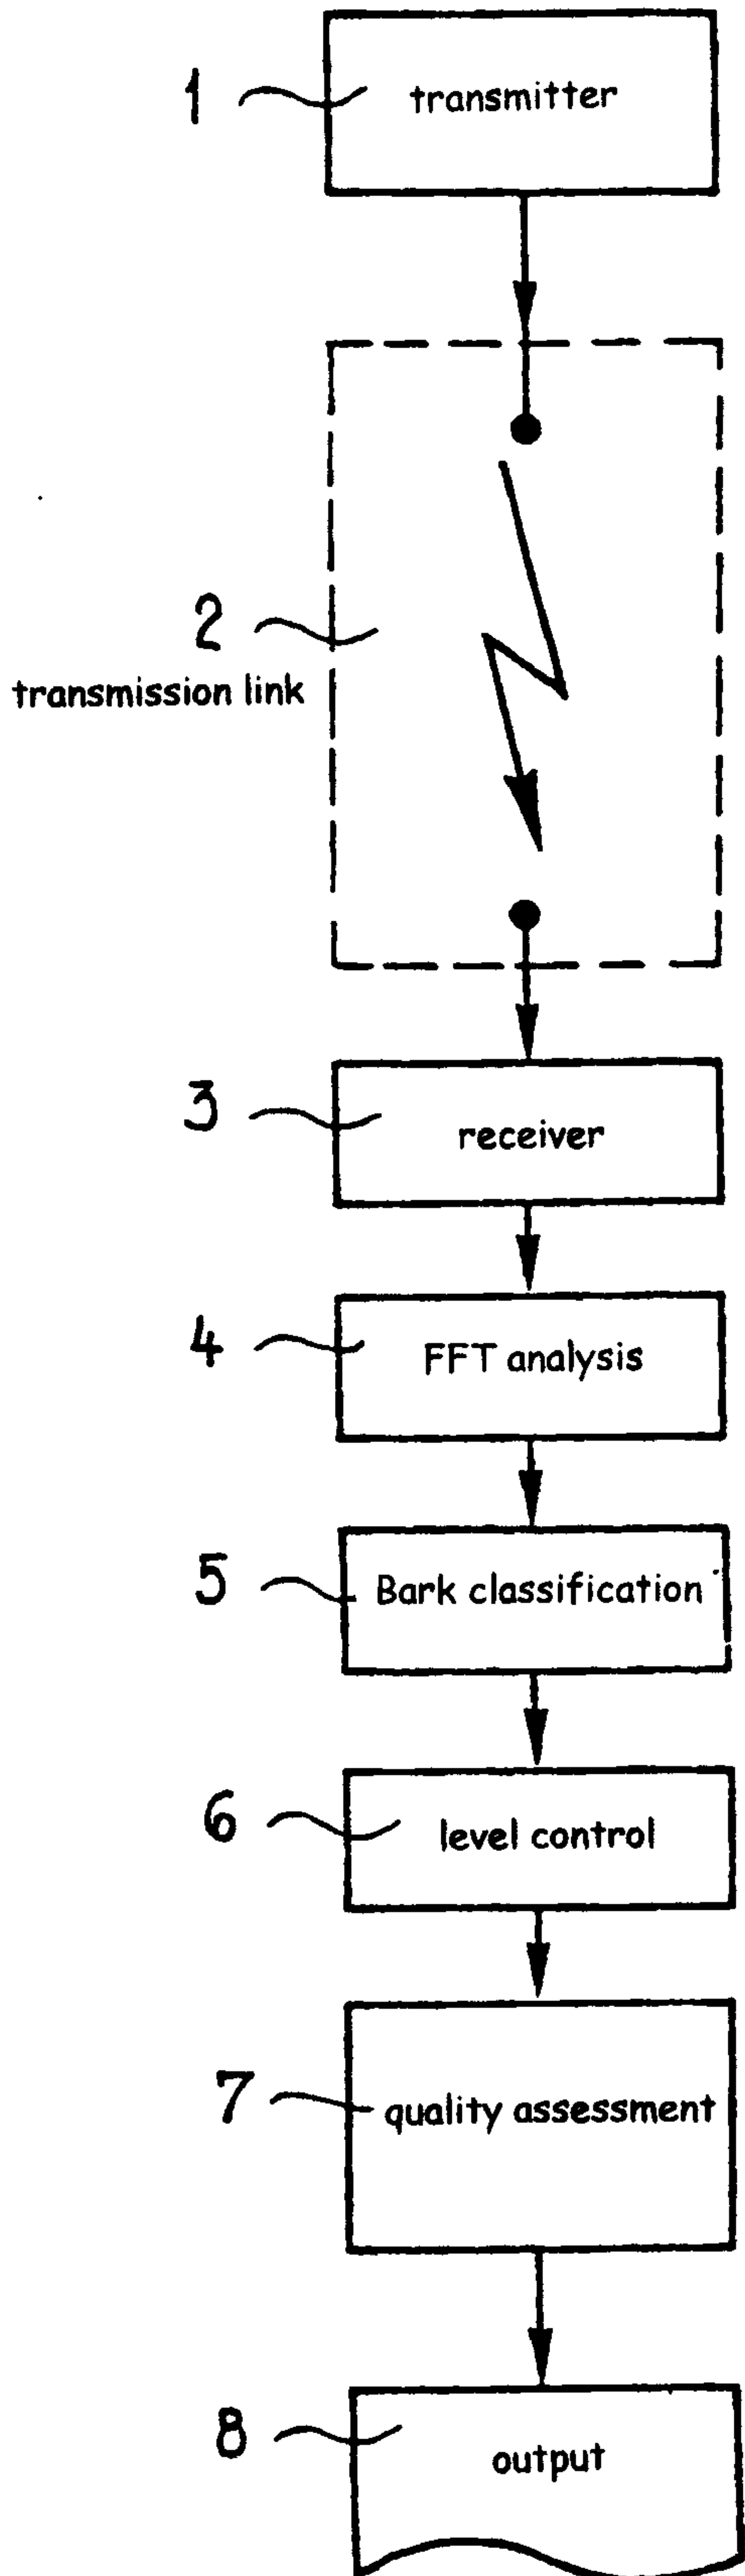 1 transmitter
2
transmission link
3 receiver
4 FFT analysis
5 Bark classification
6 level control
7 quality assessment
8 output